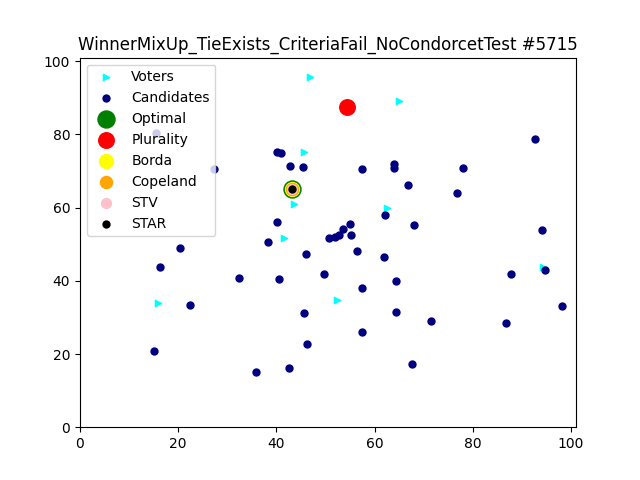 WinnerMixUp_TieExists_CriteriaFail_NoCondorcetTest #5715
100
80
60
40
20
0
Voters
Candidates
Optimal
Plurality
Borda
Copeland
STV
STAR
0 20 40 60 80 100